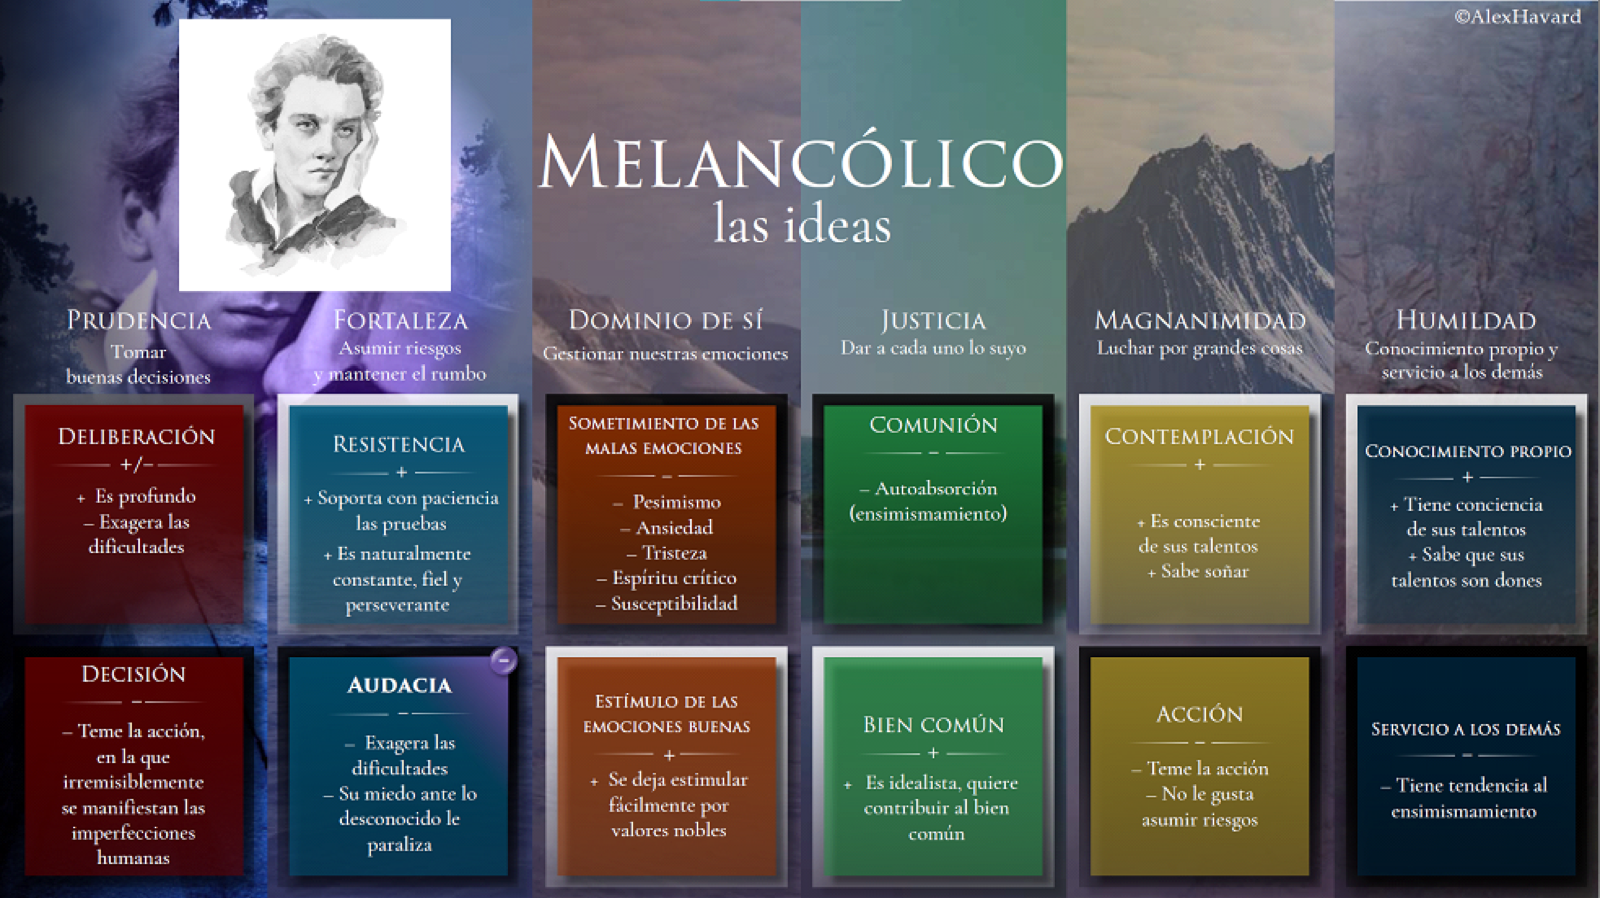 ©AlexHavard
MELANCÓLICO
las ideas
PRUDENCIA
Tomar
buenas decisiones
FORTALEZA
Asumir riesgos
y mantener el rumbo
DOMINIO DE SÍ
Gestionar nuestras emociones
JUSTICIA
Dar a cada uno lo suyo
MAGNANIMIDAD
Luchar por grandes cosas
HUMILDAD
Conocimiento propio y
servicio a los demás
DELIBERACIÓN
+/–
+ Es profundo
– Exagera las
dificultades
RESISTENCIA
+
+ Soporta con paciencia
las pruebas
+ Es naturalmente
constante, fiel y
perseverante
SOMETIMIENTO DE LAS
MALAS EMOCIONES
–
– Pesimismo
– Ansiedad
– Tristeza
– Espíritu crítico
– Susceptibilidad
COMUNIÓN
–
– Autoabsorción
(ensimismamiento)
CONTEMPLACIÓN
+
+ Es consciente
de sus talentos
+ Sabe soñar
CONOCIMIENTO PROPIO
+
+ Tiene conciencia
de sus talentos
+ Sabe que sus
talentos son dones
DECISIÓN
–
– Teme la acción,
en la que
irremisiblemente
se manifiestan las
imperfecciones
humanas
–
AUDACIA
–
– Exagera las
dificultades
– Su miedo ante lo
desconocido le
paraliza
ESTÍMULO DE LAS
EMOCIONES BUENAS
+
+ Se deja estimular
fácilmente por
valores nobles
BIEN COMÚN
+
+ Es idealista, quiere
contribuir al bien
común
ACCIÓN
–
– Teme la acción
– No le gusta
asumir riesgos
SERVICIO A LOS DEMÁS
–
– Tiene tendencia al
ensimismamiento